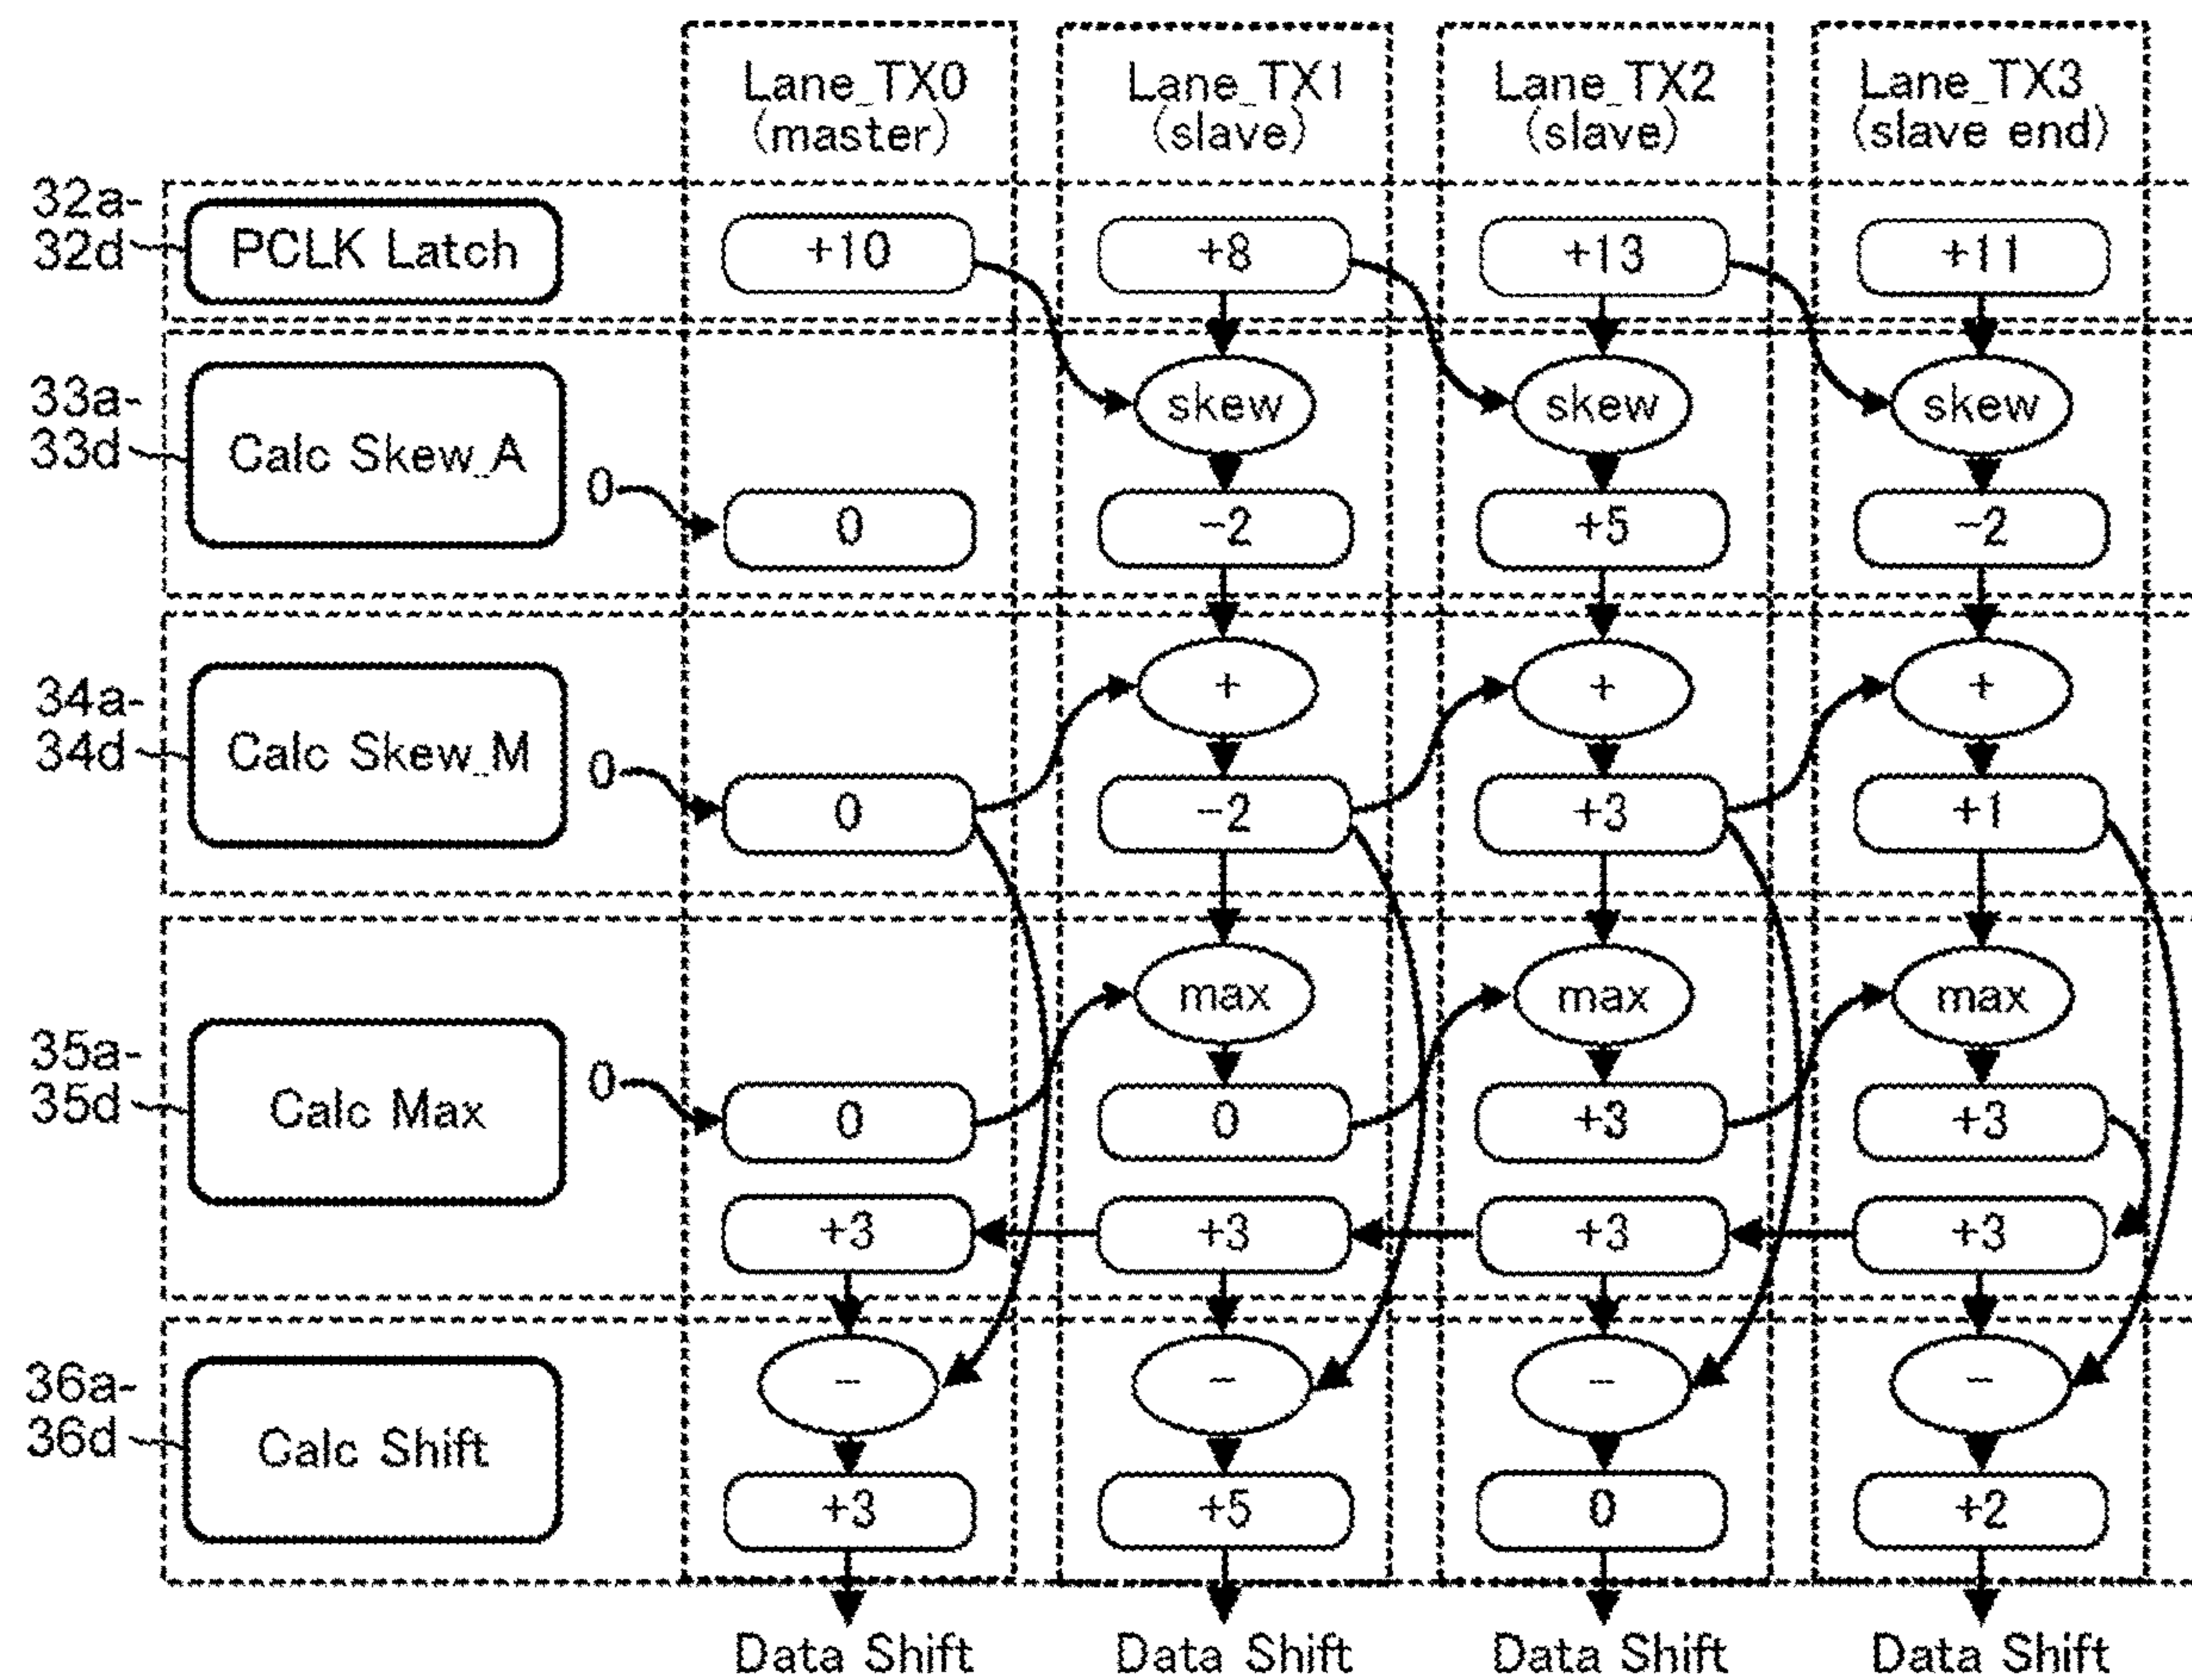 Lane_TX0 Lane_TX1 Lane_TX2 Lane_TX3
(master) (slave) (slave) (slave end)
32a-
32d PCLK Latch +10 +8 +13 +11
33a-
33d Calc Skew_A skew skew skew
0 0 −2 +5 −2
34a-
34d Calc Skew_M + + +
0 0 −2 +3 +1
max max max
35a-
35d Calc Max 0 0 0 +3 +3
+3 +3 +3 +3
36a-
36d Calc Shift − − − −
+3 +5 0 +2
Data Shift Data Shift Data Shift Data Shift